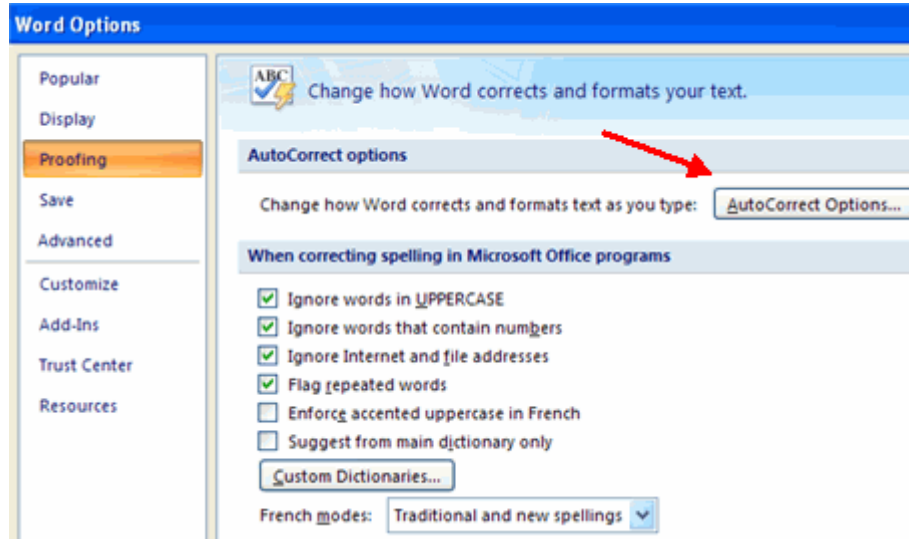 Word Options
Popular
Display
Proofing
Save
Advanced
Customize
Add-Ins
Trust Center
Resources
ABC
Change how Word corrects and formats your text.
AutoCorrect options
Change how Word corrects and formats text as you type: AutoCorrect Options...
When correcting spelling in Microsoft Office programs
Ignore words in UPPERCASE
Ignore words that contain numbers
Ignore Internet and file addresses
Flag repeated words
Enforce accented uppercase in French
Suggest from main dictionary only
Custom Dictionaries...
French modes: Traditional and new spellings